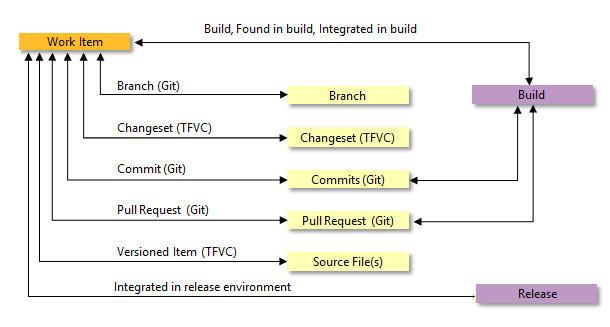 Build, Found in build, Integrated in build
Work Item
Branch (Git)
Branch
Build
Changeset (TFVC)
Changeset (TFVC)
Commit (Git)
Commits (Git)
Pull Request (Git)
Pull Request (Git)
Versioned Item (TFVC)
Source File(s)
Integrated in release environment
Release